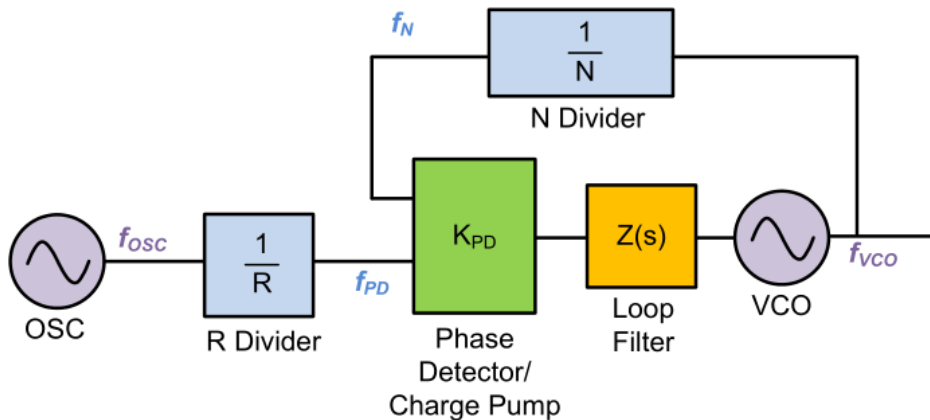 f_N
1
N
N Divider
f_OSC
1
R
f_PD
K_PD
Z(s)
f_VCO
OSC
R Divider
Phase
Detector/
Charge Pump
Loop
Filter
VCO